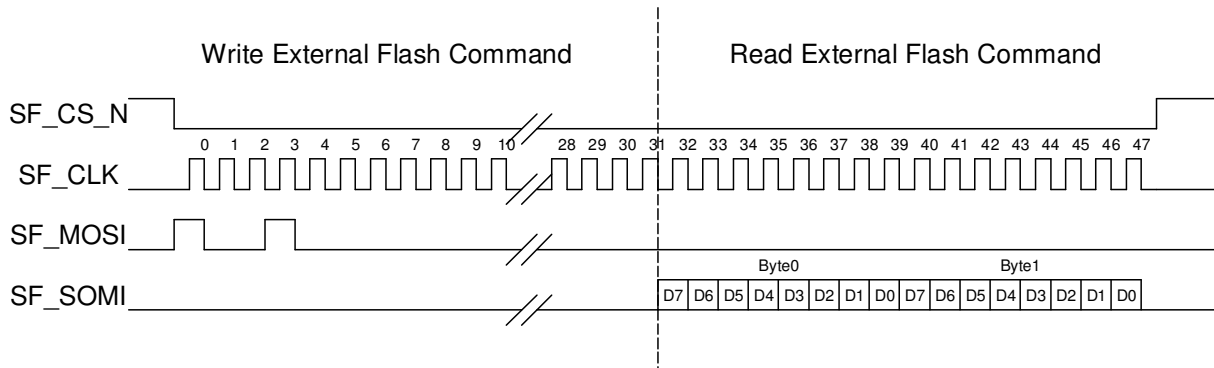 Write External Flash Command Read External Flash Command
SF_CS_N
0 1 2 3 4 5 6 7 8 9 10 28 29 30 31 32 33 34 35 36 37 38 39 40 41 42 43 44 45 46 47
SF_CLK
SF_MOSI
Byte0 Byte1
SF_SOMI D7 D6 D5 D4 D3 D2 D1 D0 D7 D6 D5 D4 D3 D2 D1 D0